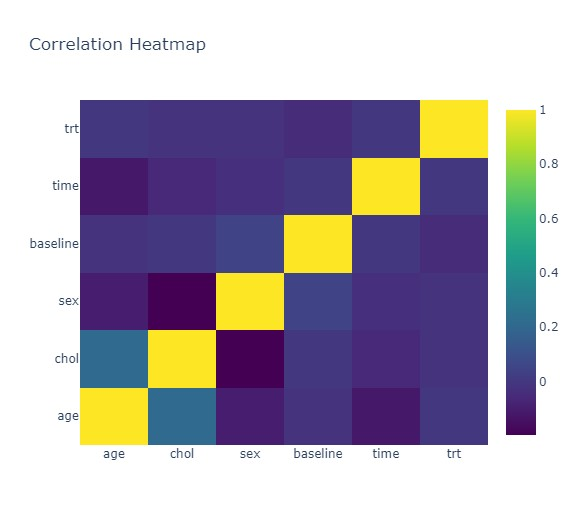 Correlation Heatmap
trt
time
baseline
sex
chol
age
age chol sex baseline time trt
1
0.8
0.6
0.4
0.2
0